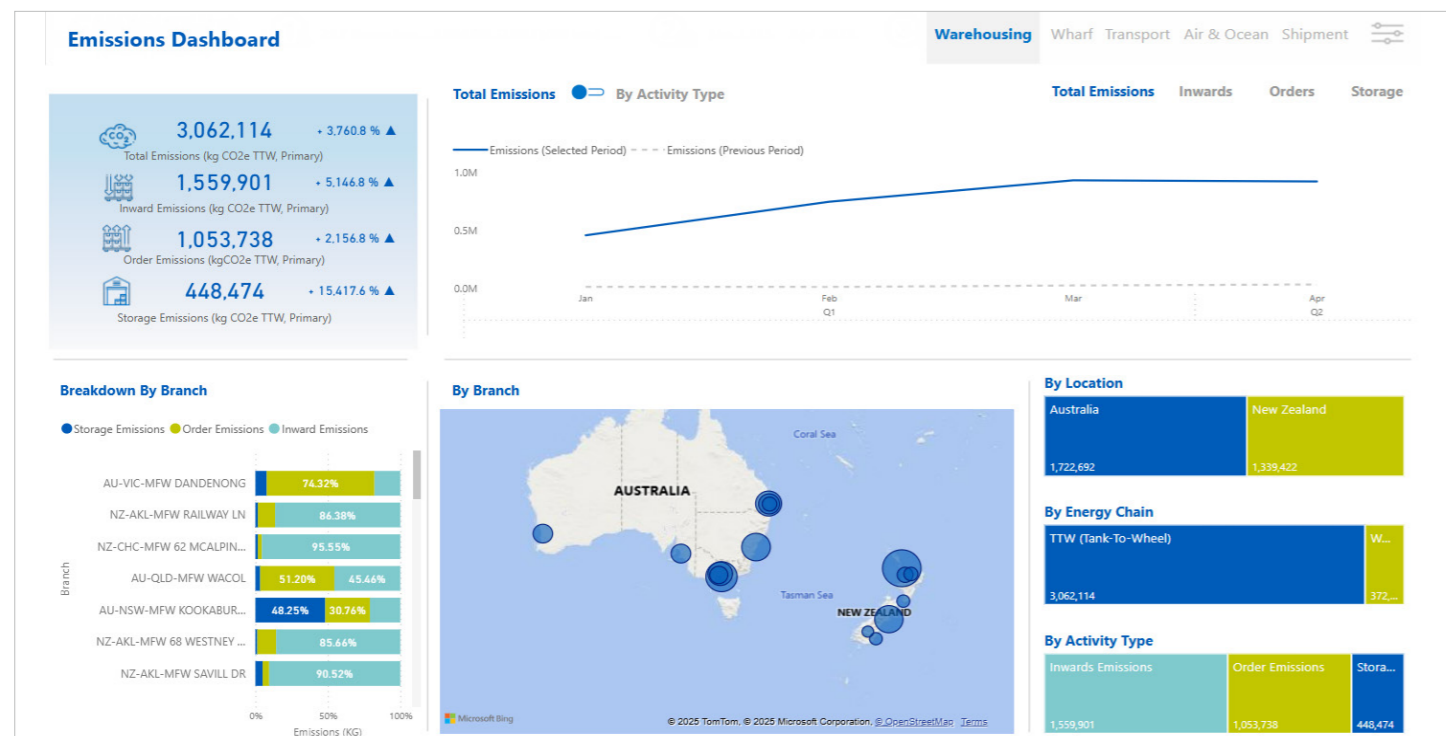 Emissions Dashboard
Warehousing Wharf Transport Air & Ocean Shipment
Total Emissions By Activity Type
Total Emissions Inwards Orders Storage
CO2
3,062,114 + 3,760.8 % ▲
Total Emissions (kg CO2e TTW, Primary)
1,559,901 + 5,146.8 % ▲
Inward Emissions (kg CO2e TTW, Primary)
1,053,738 + 2,156.8 % ▲
Order Emissions (kgCO2e TTW, Primary)
448,474 + 15,417.6 % ▲
Storage Emissions (kg CO2e TTW, Primary)
Emissions (Selected Period) Emissions (Previous Period)
1.0M
0.5M
0.0M
Jan Feb Mar Apr
Q1 Q2
Breakdown By Branch
Storage Emissions Order Emissions Inward Emissions
Branch
AU-VIC-MFW DANDENONG 74.32%
NZ-AKL-MFW RAILWAY LN 86.38%
NZ-CHC-MFW 62 MCALPIN... 95.55%
AU-QLD-MFW WACOL 51.20% 45.46%
AU-NSW-MFW KOOKABUR... 48.25% 30.76%
NZ-AKL-MFW 68 WESTNEY ... 85.66%
NZ-AKL-MFW SAVILL DR 90.52%
0% 50% 100%
Emissions (KG)
By Branch
Coral Sea
AUSTRALIA
Tasman Sea
NEW ZEALAND
Microsoft Bing
© 2025 TomTom, © 2025 Microsoft Corporation, © OpenStreetMap Terms
By Location
Australia New Zealand
1,722,692 1,339,422
By Energy Chain
TTW (Tank-To-Wheel) W...
3,062,114 372,...
By Activity Type
Inwards Emissions Order Emissions Stora...
1,559,901 1,053,738 448,474